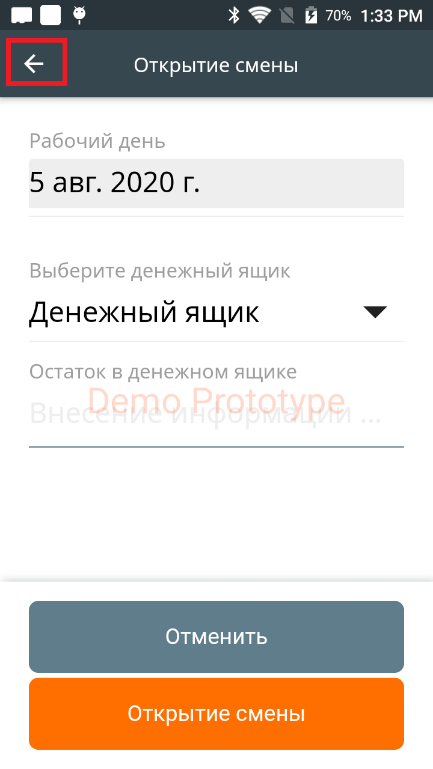 70% 1:33 PM
Открытие смены
Рабочий день
5 авг. 2020 г.
Выберите денежный ящик
Денежный ящик
Остаток в денежном ящике
Demo Prototype
Внесение информации ...
Отменить
Открытие смены